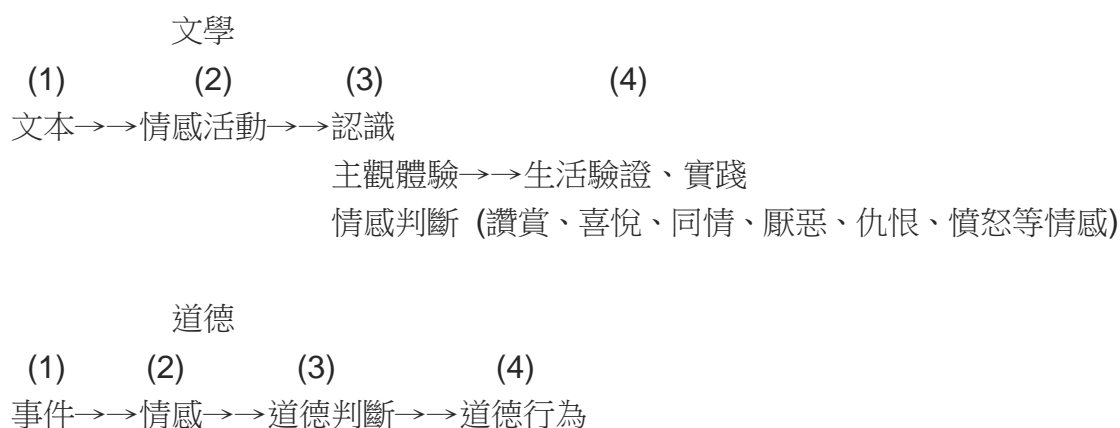 文學
(1) (2) (3) (4)
文本→→情感活動→→認識
主觀體驗→→生活驗證、實踐
情感判斷 (讚賞、喜悅、同情、厭惡、仇恨、憤怒等情感)
道德
(1) (2) (3) (4)
事件→→情感→→道德判斷→→道德行為